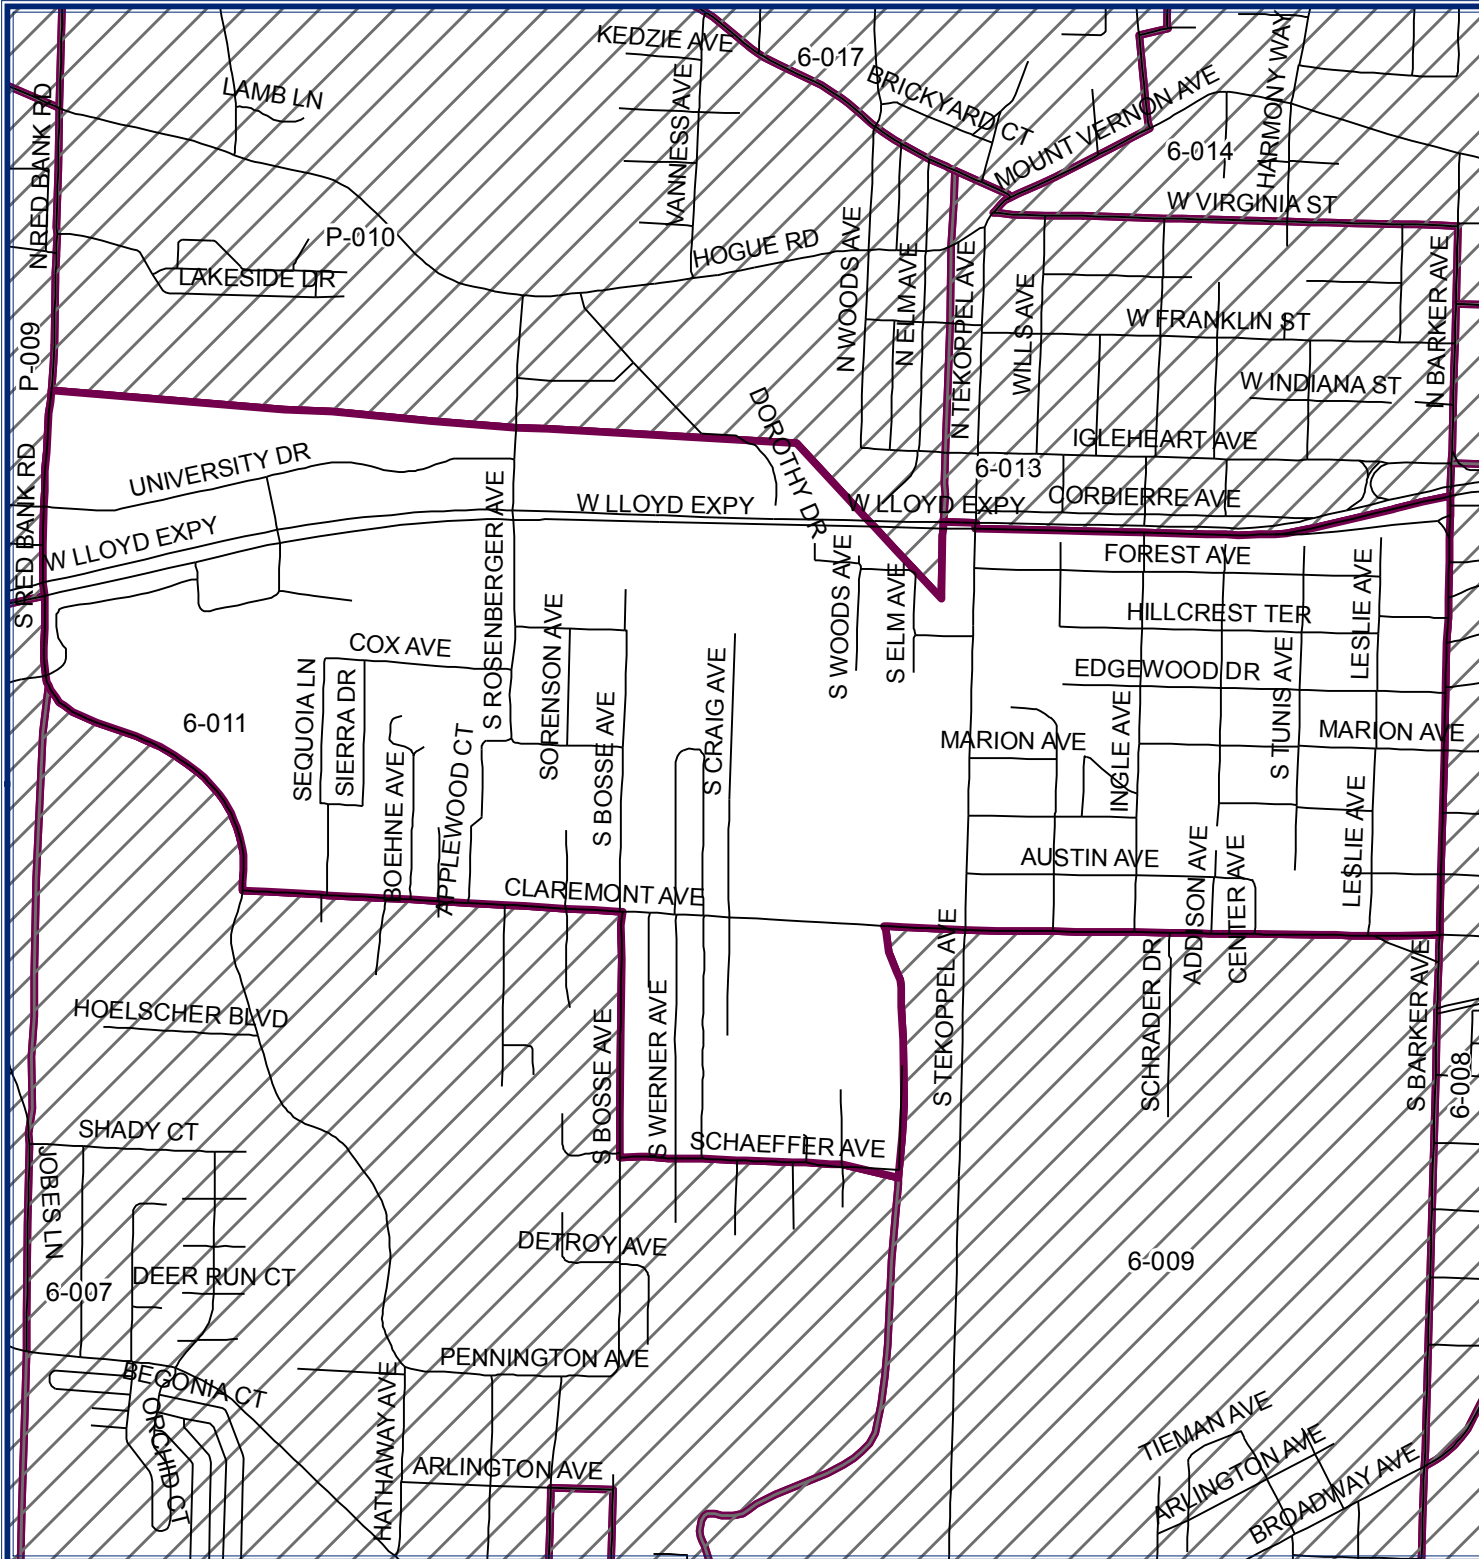 KEDZIE AVE
6-017
BRICKYARD CT
HARMONY WAY
LAMB LN
VANNESS AVE
MOUNT VERNON AVE
6-014
N RED BANK RD
W VIRGINIA ST
P-010
HOGUE RD
LAKESIDE DR
N WOODS AVE
N ELM AVE
N TEKOPPEL AVE
WILLS AVE
N BARKER AVE
W FRANKLIN ST
P-009
W INDIANA ST
DOROTHY DR
IGLEHEART AVE
6-013
UNIVERSITY DR
S RED BANK RD
W LLOYD EXPY
W LLOYD EXPY
CORBIERRE AVE
W LLOYD EXPY
S ROSENBERGER AVE
FOREST AVE
S WOODS AVE
S ELM AVE
HILLCREST TER
LESLIE AVE
COX AVE
SORENSON AVE
EDGEWOOD DR
SEQUOIA LN
SIERRA DR
S CRAIG AVE
S TUNIS AVE
6-011
S BOSSE AVE
MARION AVE
INGLE AVE
MARION AVE
BOEHNE AVE
APPLEWOOD CT
LESLIE AVE
AUSTIN AVE
ADDISON AVE
CENTER AVE
CLAREMONT AVE
S TEKOPPEL AVE
SCHRADER DR
S BARKER AVE
HOELSCHER BLVD
S BOSSE AVE
S WERNER AVE
6-008
SHADY CT
SCHAEFFER AVE
JOBES LN
DETROY AVE
6-009
6-007
DEER RUN CT
PENNINGTON AVE
BEGONIA CT
ORCHID CT
HATHAWAY AVE
TIEMAN AVE
ARLINGTON AVE
ARLINGTON AVE
BROADWAY AVE